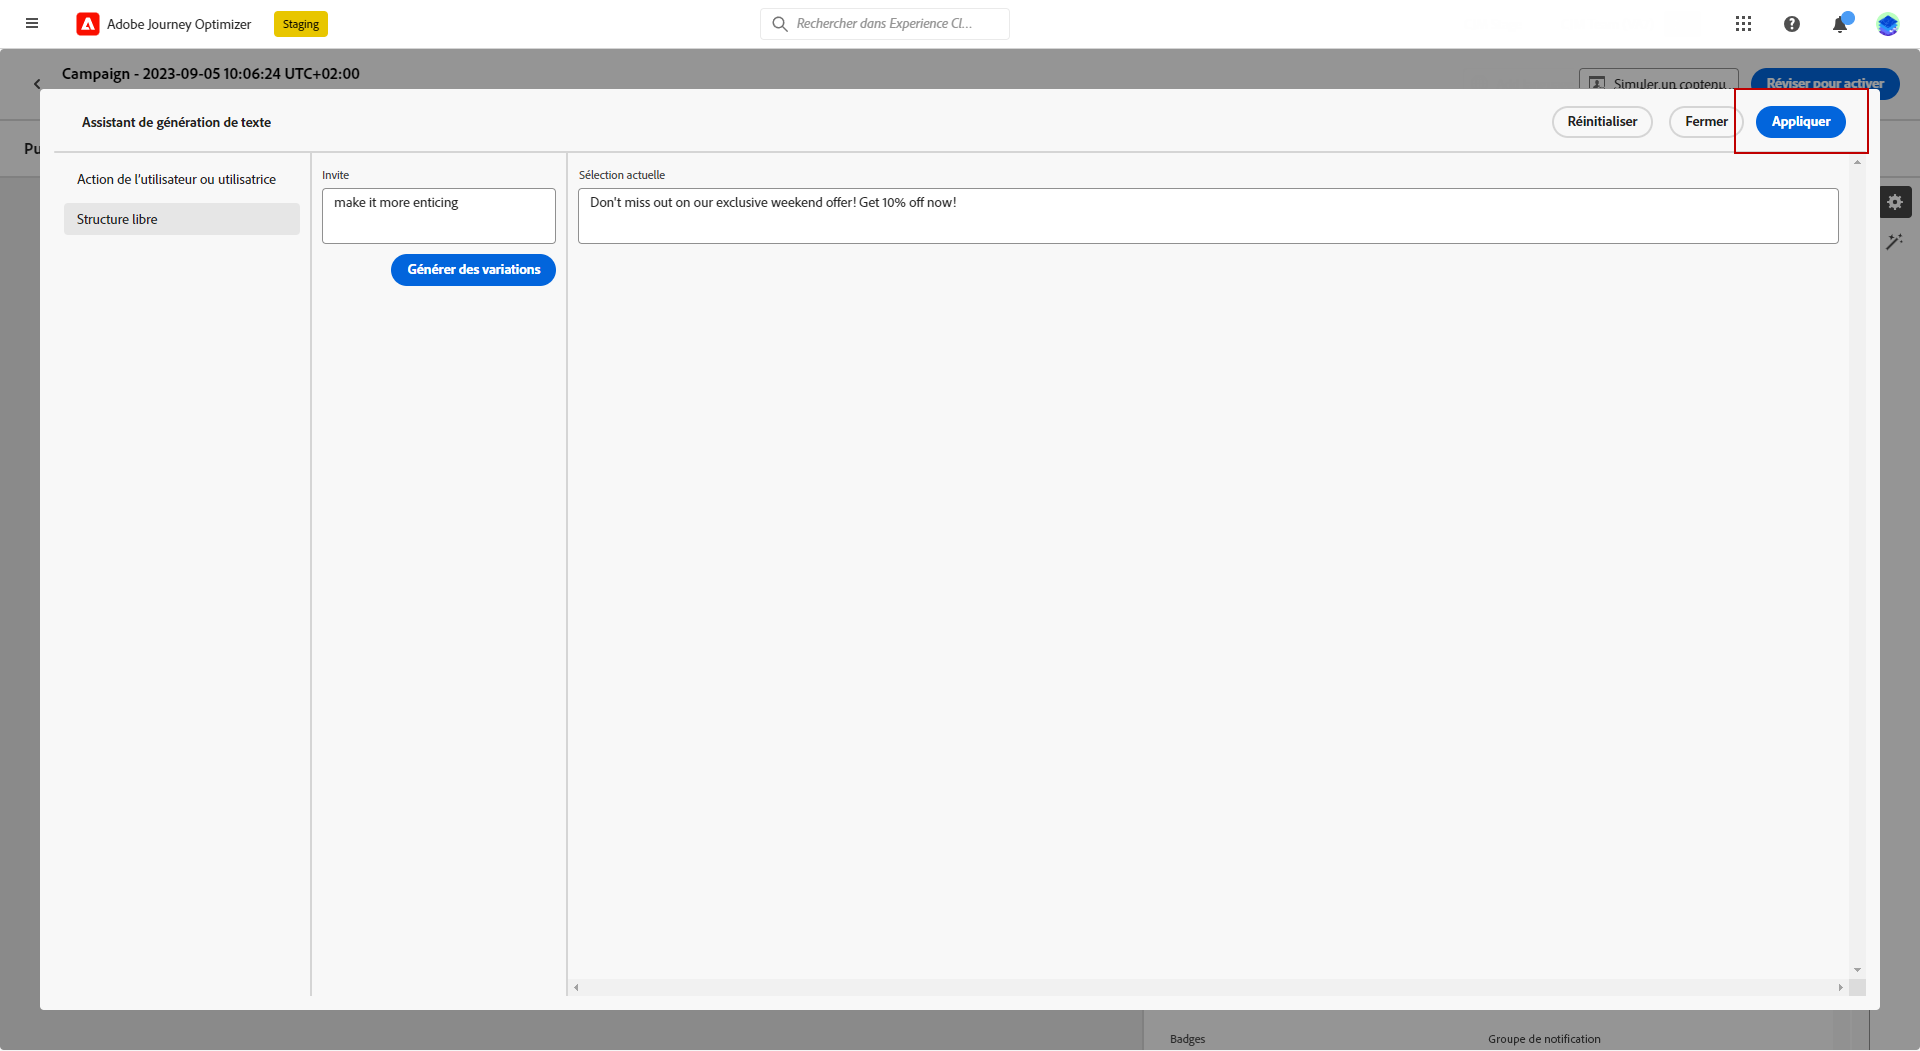 Adobe Journey Optimizer
Staging
Rechercher dans Experience Cl...
Campaign - 2023-09-05 10:06:24 UTC+02:00
Simuler un contenu
Réviser pour activer
Pu
Assistant de génération de texte
Réinitialiser
Fermer
Appliquer
Action de l'utilisateur ou utilisatrice
Structure libre
Invite
make it more enticing
Générer des variations
Sélection actuelle
Don't miss out on our exclusive weekend offer! Get 10% off now!
Badges
Groupe de notification